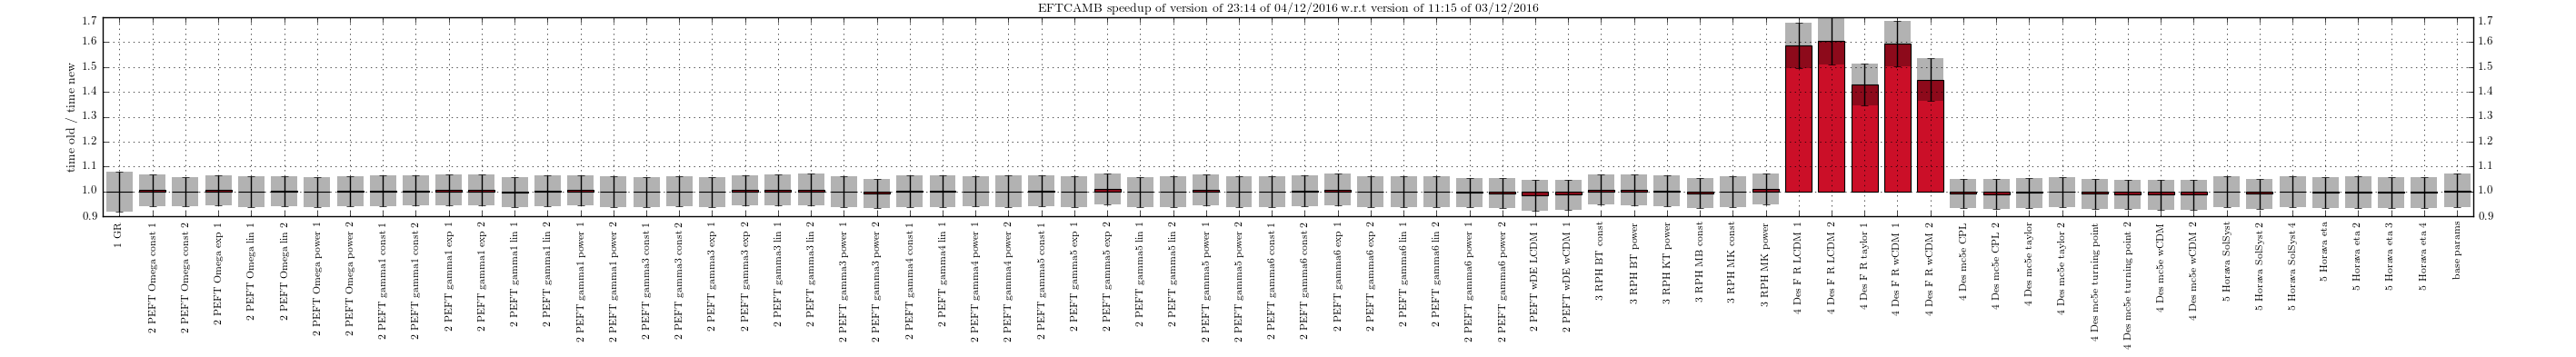 EFTCAMB speedup of version of 23:14 of 04/12/2016 w.r.t version of 11:15 of 03/12/2016
time old / time new
1.7
1.6
1.5
1.4
1.3
1.2
1.1
1.0
0.9
1.7
1.6
1.5
1.4
1.3
1.2
1.1
1.0
0.9
1 GR
2 PEFT Omega const 1
2 PEFT Omega const 2
2 PEFT Omega exp 1
2 PEFT Omega lin 1
2 PEFT Omega lin 2
2 PEFT Omega power 1
2 PEFT Omega power 2
2 PEFT gamma1 const 1
2 PEFT gamma1 const 2
2 PEFT gamma1 exp 1
2 PEFT gamma1 exp 2
2 PEFT gamma1 lin 1
2 PEFT gamma1 lin 2
2 PEFT gamma1 power 1
2 PEFT gamma1 power 2
2 PEFT gamma3 const 1
2 PEFT gamma3 const 2
2 PEFT gamma3 exp 1
2 PEFT gamma3 exp 2
2 PEFT gamma3 lin 1
2 PEFT gamma3 lin 2
2 PEFT gamma3 power 1
2 PEFT gamma3 power 2
2 PEFT gamma4 const 1
2 PEFT gamma4 lin 1
2 PEFT gamma4 power 1
2 PEFT gamma4 power 2
2 PEFT gamma5 const 1
2 PEFT gamma5 exp 1
2 PEFT gamma5 exp 2
2 PEFT gamma5 lin 1
2 PEFT gamma5 lin 2
2 PEFT gamma5 power 1
2 PEFT gamma5 power 2
2 PEFT gamma6 const 1
2 PEFT gamma6 const 2
2 PEFT gamma6 exp 1
2 PEFT gamma6 exp 2
2 PEFT gamma6 lin 1
2 PEFT gamma6 lin 2
2 PEFT gamma6 power 1
2 PEFT gamma6 power 2
2 PEFT wDE LCDM 1
2 PEFT wDE wCDM 1
3 RPH BT const
3 RPH BT power
3 RPH KT power
3 RPH MB const
3 RPH MK const
3 RPH MK power
4 Des F R LCDM 1
4 Des F R LCDM 2
4 Des F R taylor 1
4 Des F R wCDM 1
4 Des F R wCDM 2
4 Des mc5e CPL
4 Des mc5e CPL 2
4 Des mc5e taylor
4 Des mc5e taylor 2
4 Des mc5e turning point
4 Des mc5e turning point 2
4 Des mc5e wCDM
4 Des mc5e wCDM 2
5 Horava SolSyst
5 Horava SolSyst 2
5 Horava SolSyst 4
5 Horava eta
5 Horava eta 2
5 Horava eta 3
5 Horava eta 4
base params